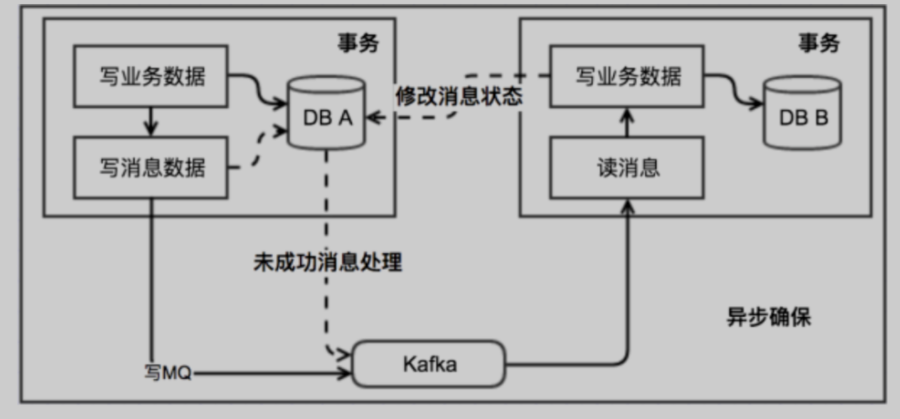 事务
写业务数据
DB A
写消息数据
修改消息状态
事务
写业务数据
DB B
读消息
未成功消息处理
异步确保
写MQ
Kafka